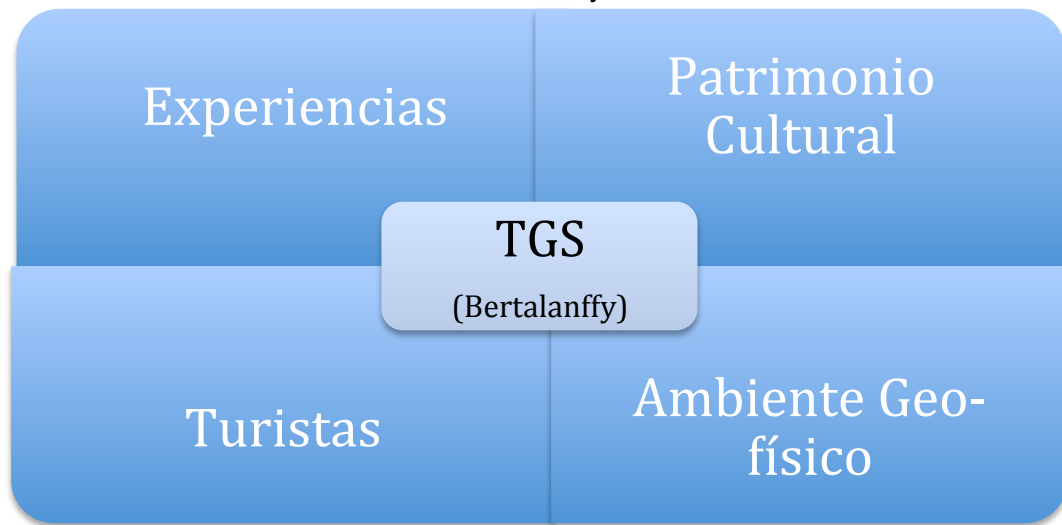 Experiencias
Patrimonio
Cultural
TGS
(Bertalanffy)
Turistas
Ambiente Geo-
físico